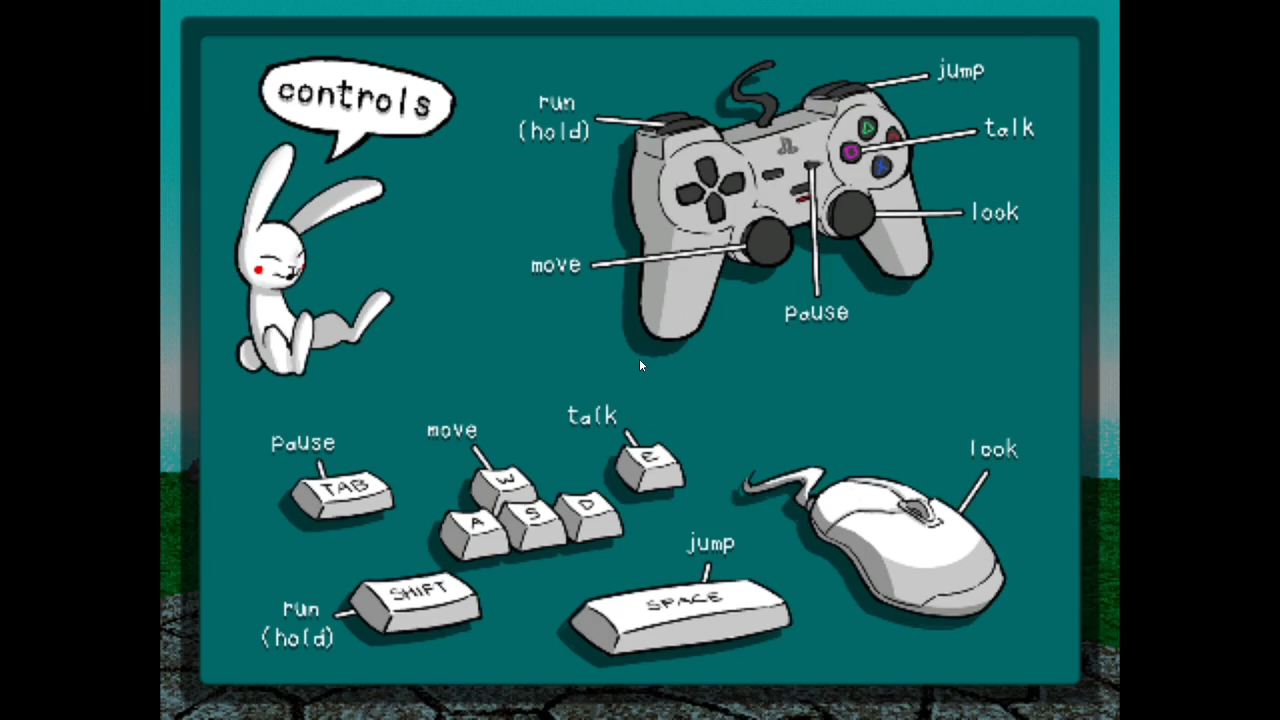 controls
run
(hold)
jump
talk
look
move
pause
pause
TAB
move
W
A
S
D
talk
E
look
run
(hold)
SHIFT
jump
SPACE